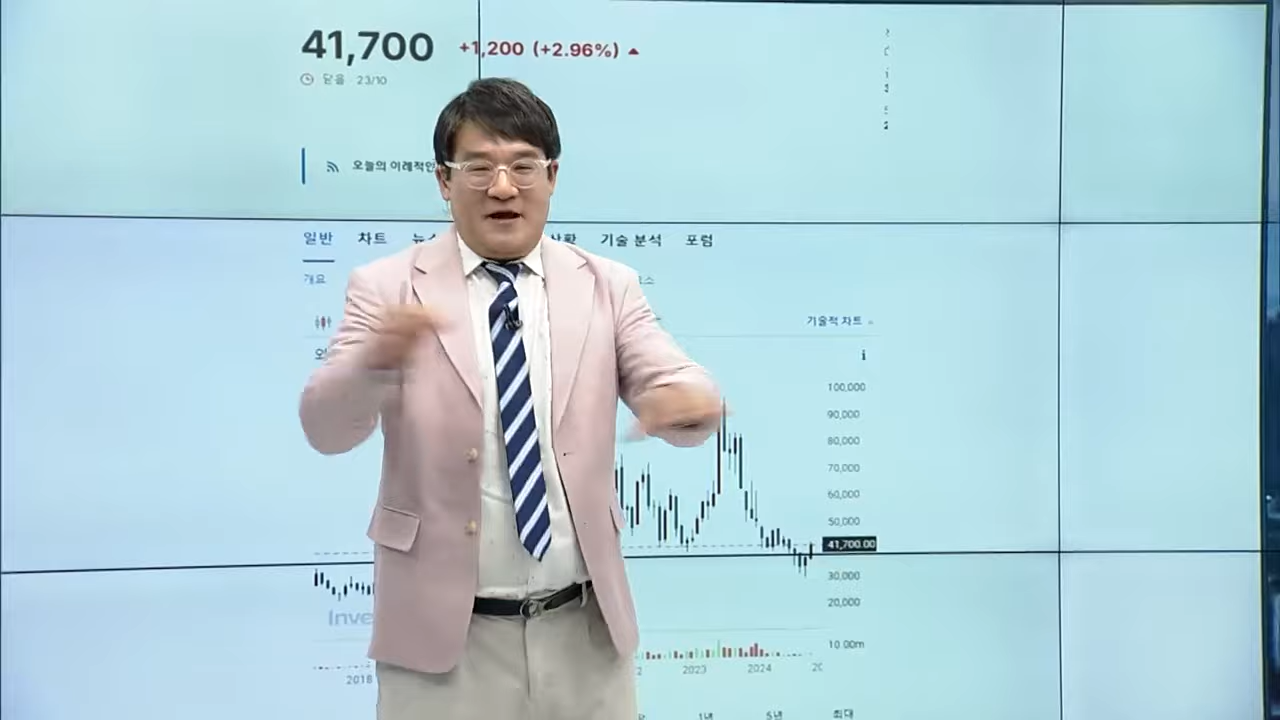 41,700 +1,200 (+2.96%)
닫음 · 23/10
오늘의 이례적인
일반 차트 뉴스 기술 분석 포럼
개요
기술적 차트
100,000
90,000
80,000
70,000
60,000
50,000
41,700.00
30,000
20,000
Inve
10.00m
2018 2023 2024
1년 5년 최대